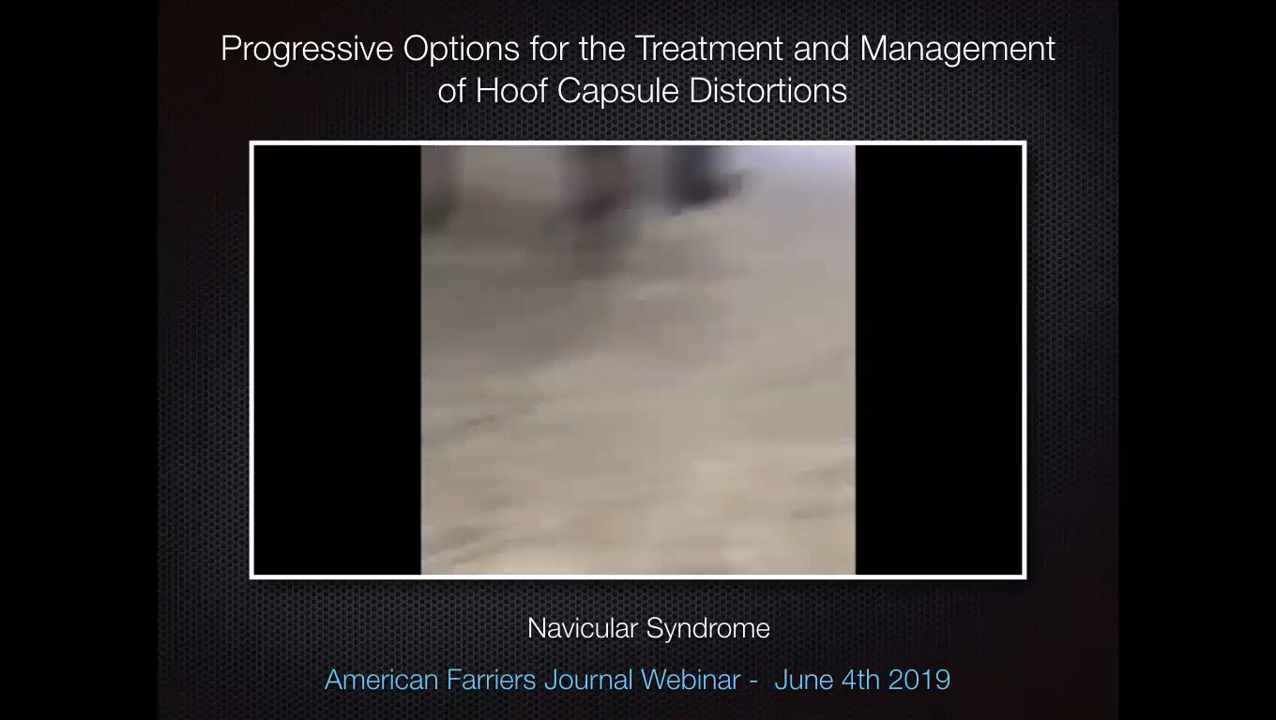 Progressive Options for the Treatment and Management
of Hoof Capsule Distortions
Navicular Syndrome
American Farriers Journal Webinar - June 4th 2019